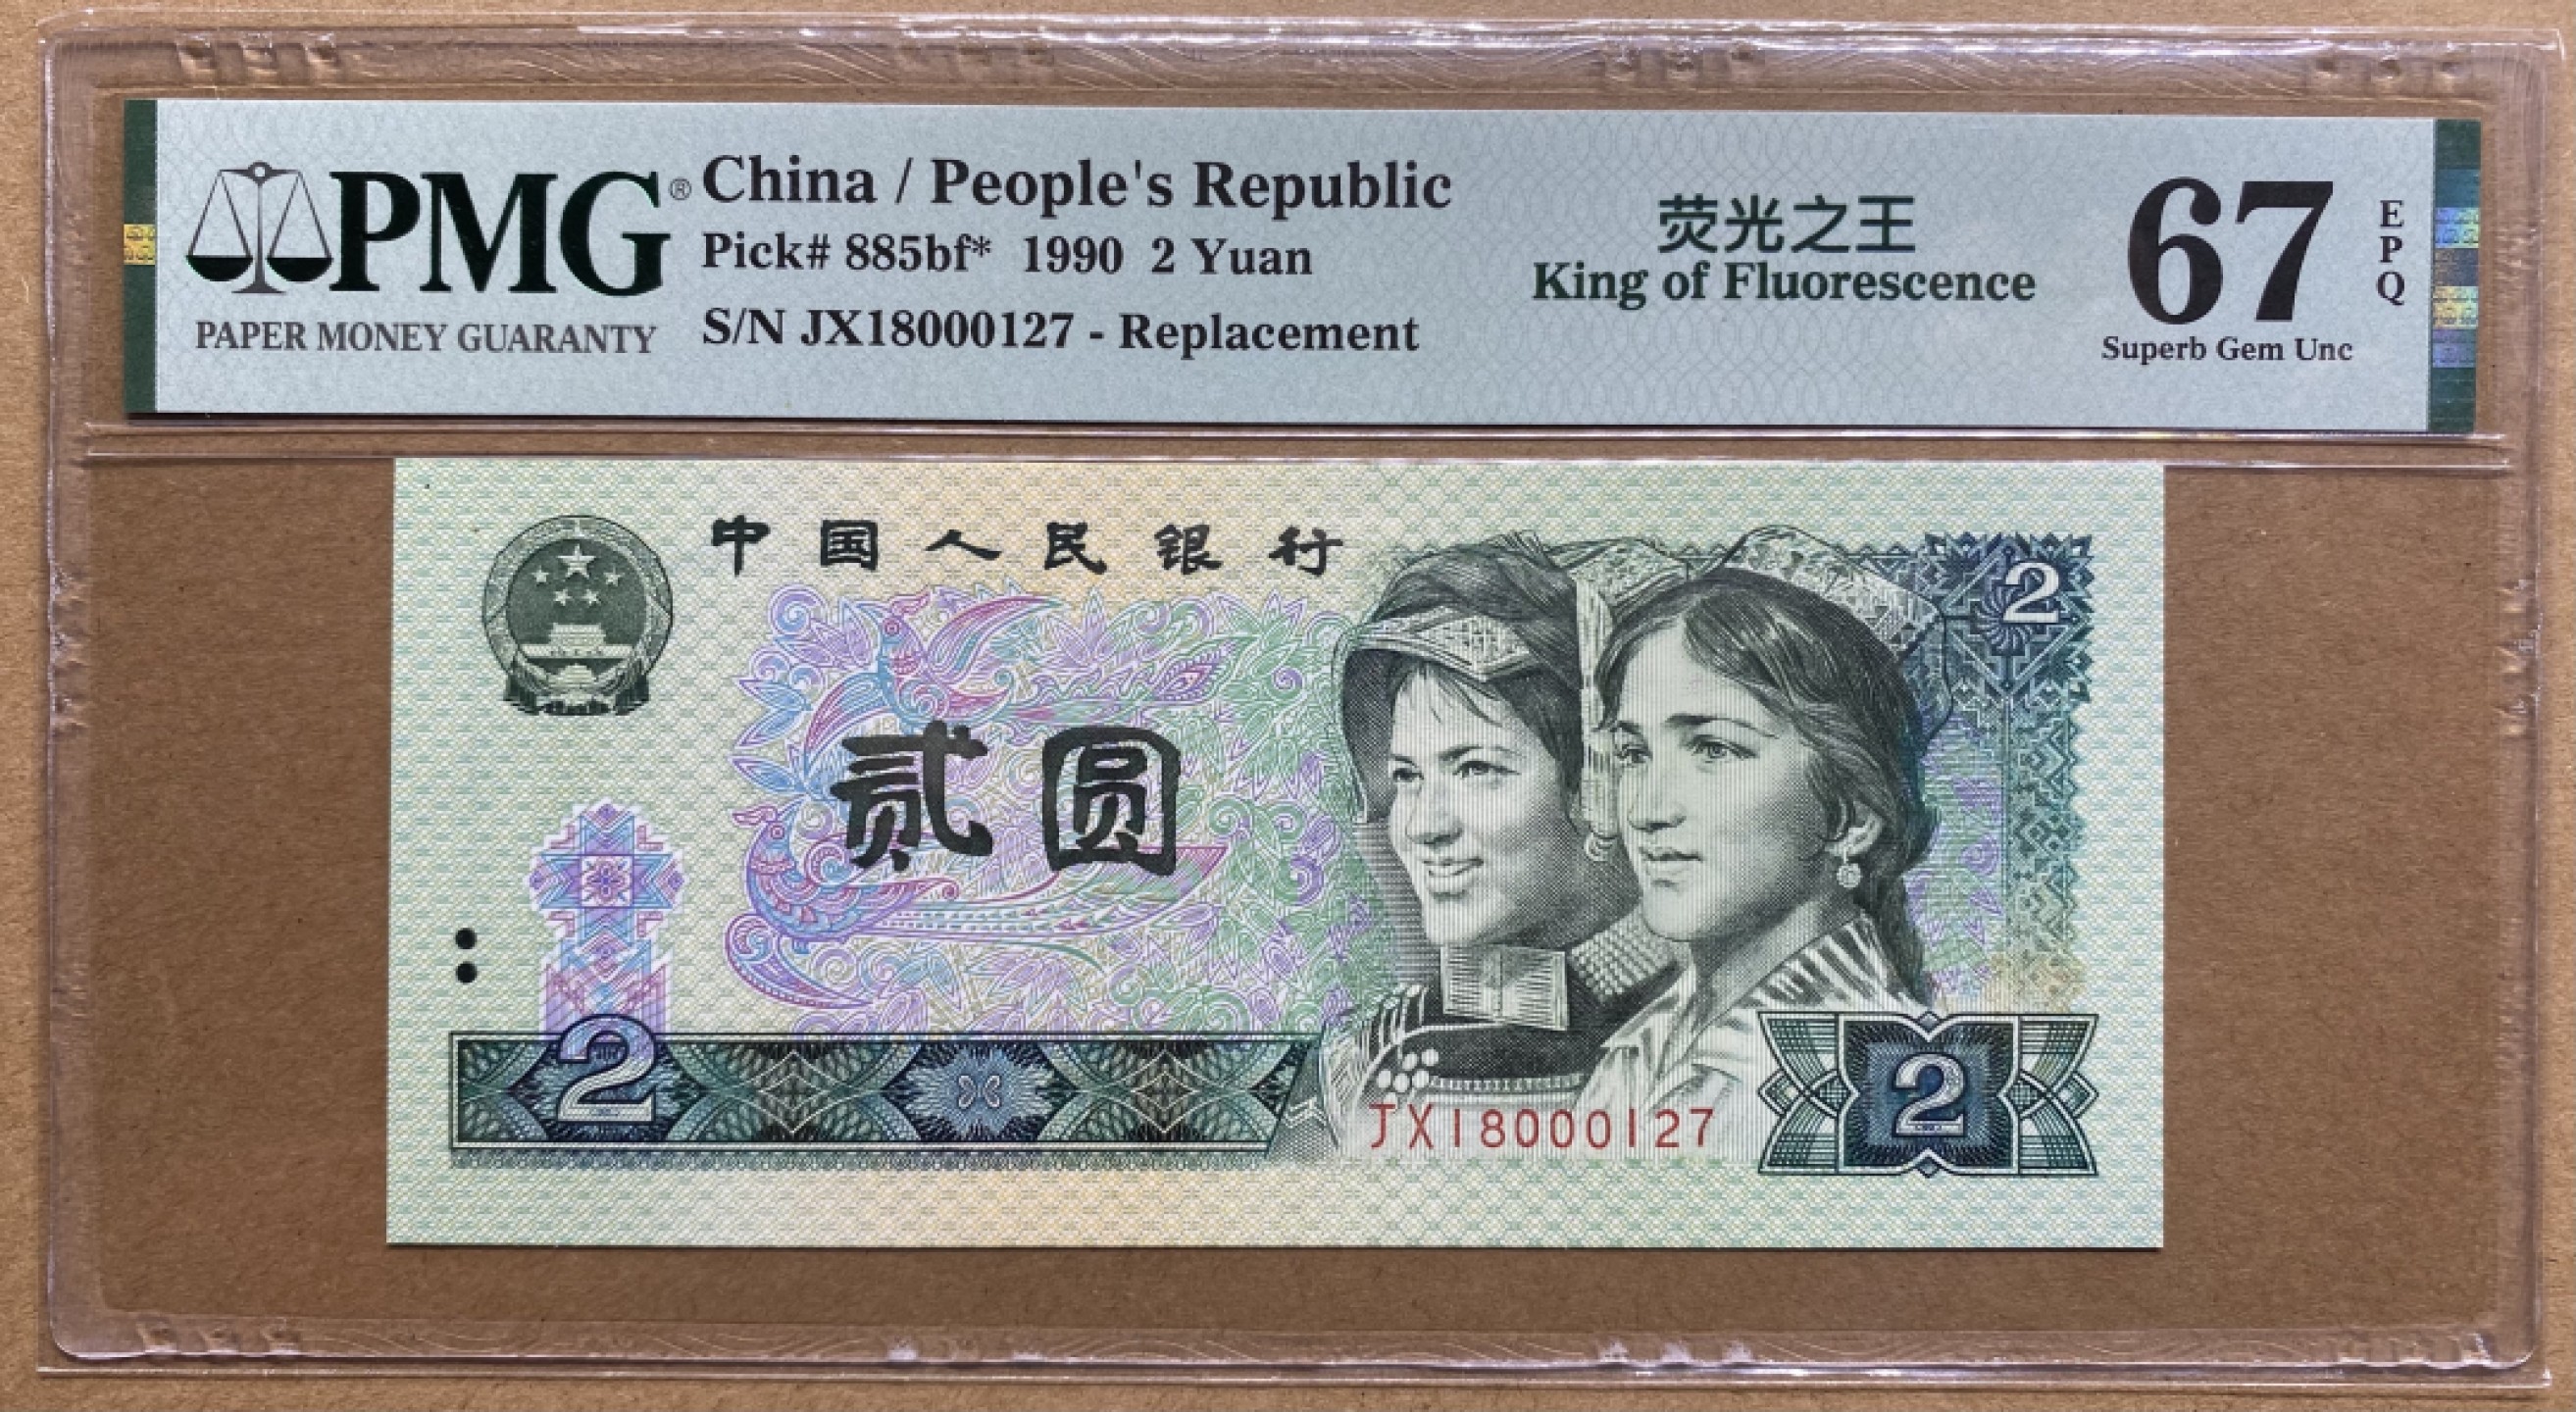 PMG®
PAPER MONEY GUARANTY
China / People's Republic
Pick# 885bf* 1990 2 Yuan
S/N JX18000127 - Replacement
荧光之王
King of Fluorescence
67
EPQ
Superb Gem Unc
中国人民银行
2
贰圆
2
JX18000127
2